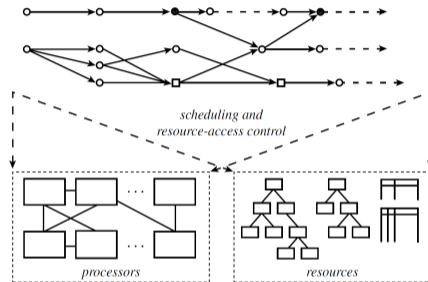 scheduling and
resource-access control
processors
resources